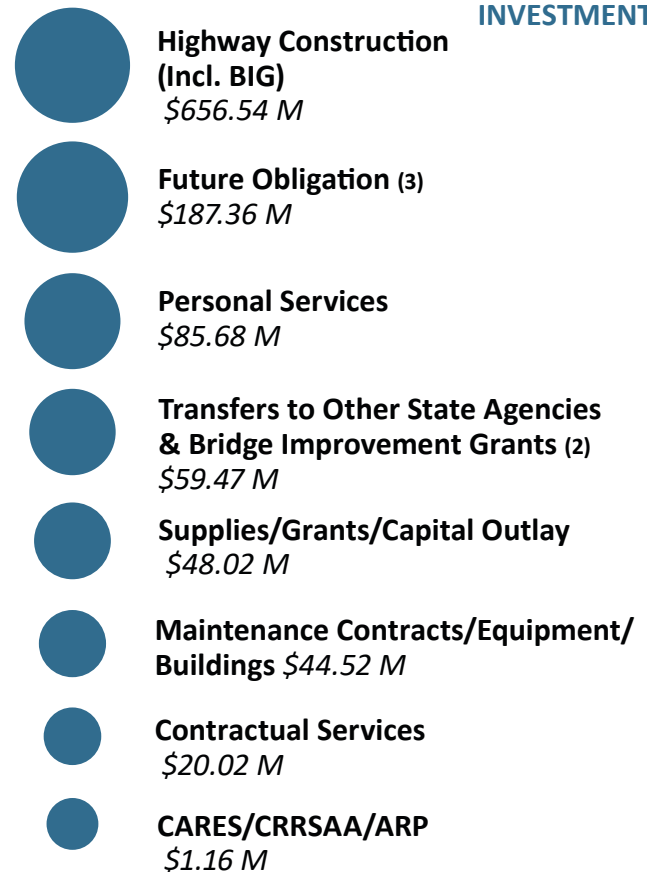 INVESTMENT
Highway Construction
(Incl. BIG)
$656.54 M
Future Obligation (3)
$187.36 M
Personal Services
$85.68 M
Transfers to Other State Agencies
& Bridge Improvement Grants (2)
$59.47 M
Supplies/Grants/Capital Outlay
$48.02 M
Maintenance Contracts/Equipment/
Buildings $44.52 M
Contractual Services
$20.02 M
CARES/CRRSAA/ARP
$1.16 M